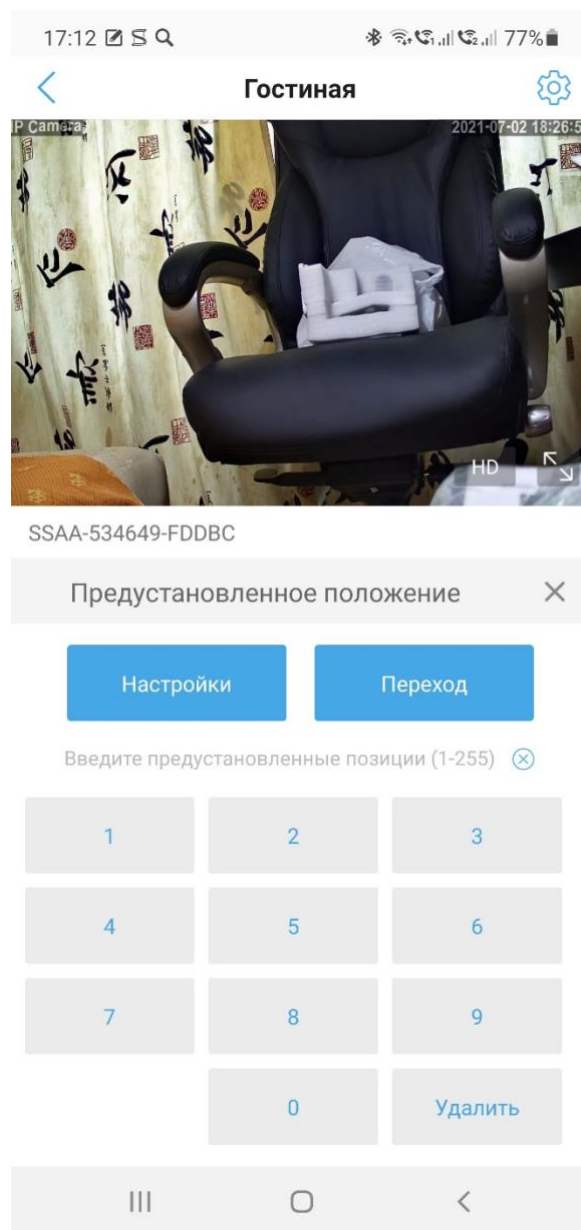 17:12 77%
Гостиная
IP Camera 2021-07-02 18:26:5
HD
SSAA-534649-FDDBC
Предустановленное положение
Настройки Переход
Введите предустановленные позиции (1-255)
1 2 3
4 5 6
7 8 9
0 Удалить